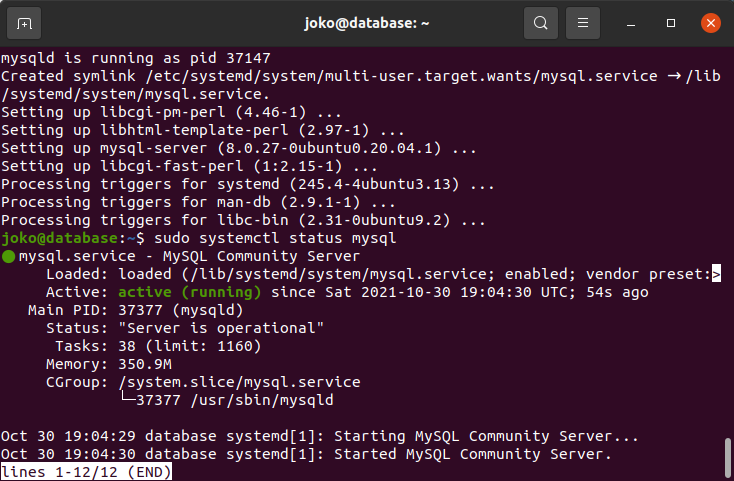 joko@database: ~
mysqld is running as pid 37147
Created symlink /etc/systemd/system/multi-user.target.wants/mysql.service → /lib
/systemd/system/mysql.service.
Setting up libcgi-pm-perl (4.46-1) ...
Setting up libhtml-template-perl (2.97-1) ...
Setting up mysql-server (8.0.27-0ubuntu0.20.04.1) ...
Setting up libcgi-fast-perl (1:2.15-1) ...
Processing triggers for systemd (245.4-4ubuntu3.13) ...
Processing triggers for man-db (2.9.1-1) ...
Processing triggers for libc-bin (2.31-0ubuntu9.2) ...
joko@database:~$ sudo systemctl status mysql
● mysql.service - MySQL Community Server
Loaded: loaded (/lib/systemd/system/mysql.service; enabled; vendor preset:>
Active: active (running) since Sat 2021-10-30 19:04:30 UTC; 54s ago
Main PID: 37377 (mysqld)
Status: "Server is operational"
Tasks: 38 (limit: 1160)
Memory: 350.9M
CGroup: /system.slice/mysql.service
└─37377 /usr/sbin/mysqld
Oct 30 19:04:29 database systemd[1]: Starting MySQL Community Server...
Oct 30 19:04:30 database systemd[1]: Started MySQL Community Server.
lines 1-12/12 (END)